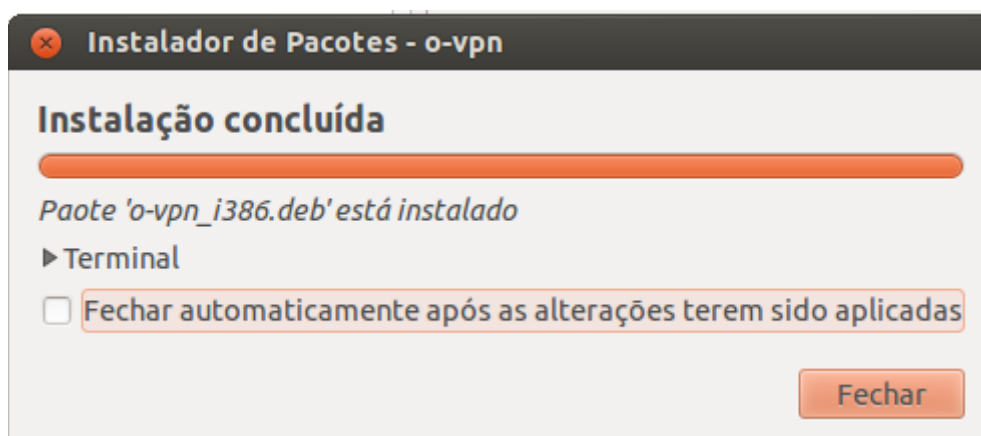 Instalador de Pacotes - o-vpn
Instalação concluída
Paote 'o-vpn_i386.deb' está instalado
Terminal
Fechar automaticamente após as alterações terem sido aplicadas
Fechar